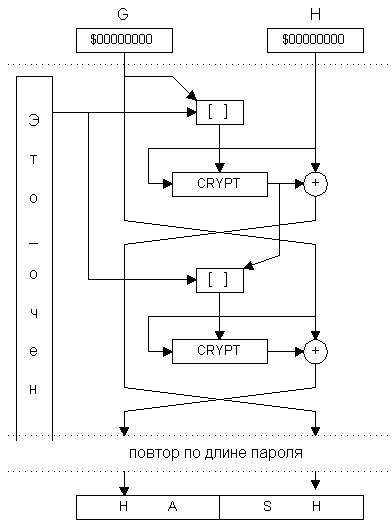 G H
$00000000 $00000000
[ ]
CRYPT +
[ ]
CRYPT +
Э
т
о
_
о
ч
е
н
повтор по длине пароля
H A S H